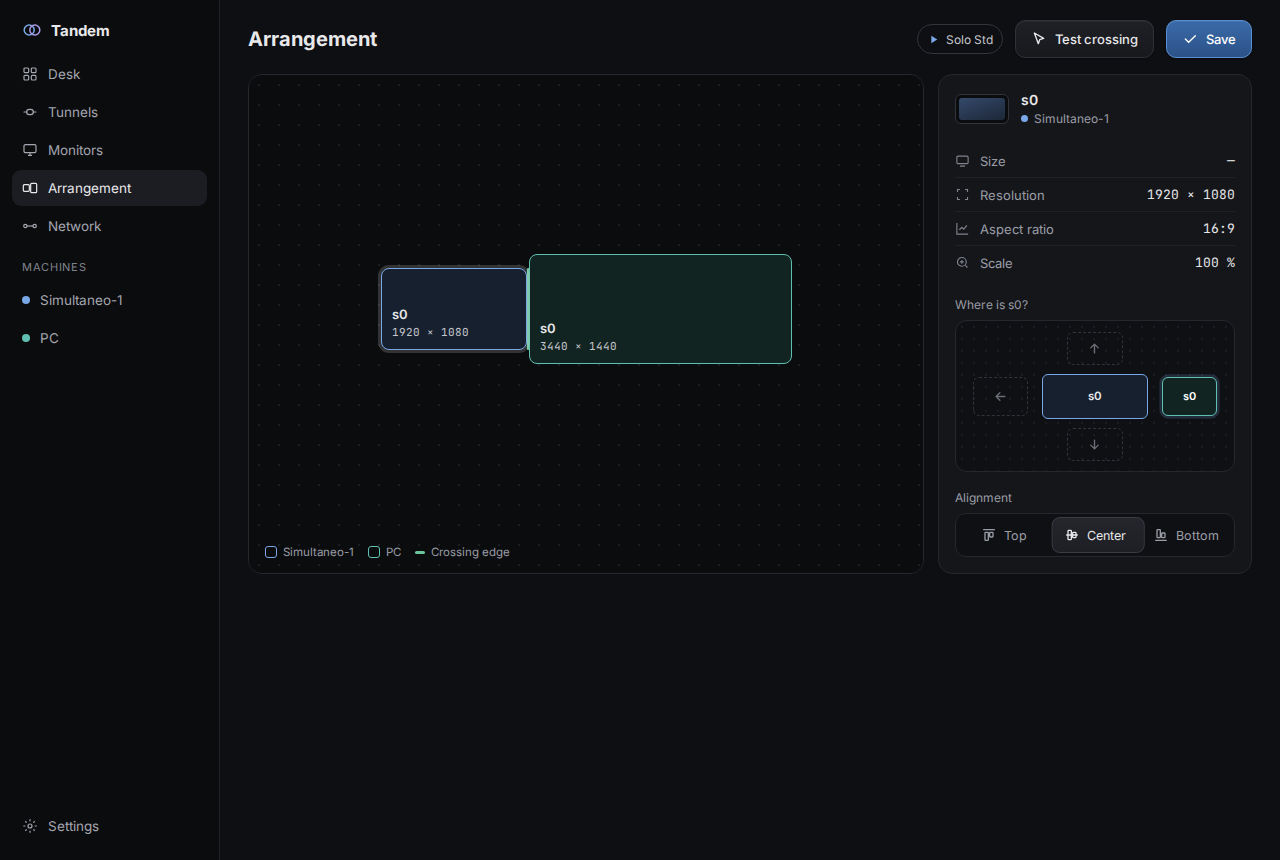 Tandem
Desk
Tunnels
Monitors
Arrangement
Network
MACHINES
Simultaneo-1
PC
Settings
Arrangement
Solo Std
Test crossing
Save
s0
1920 × 1080
s0
3440 × 1440
Simultaneo-1
PC
Crossing edge
s0
Simultaneo-1
Size —
Resolution 1920 × 1080
Aspect ratio 16:9
Scale 100 %
Where is s0?
↑
← s0 s0
↓
Alignment
Top Center Bottom